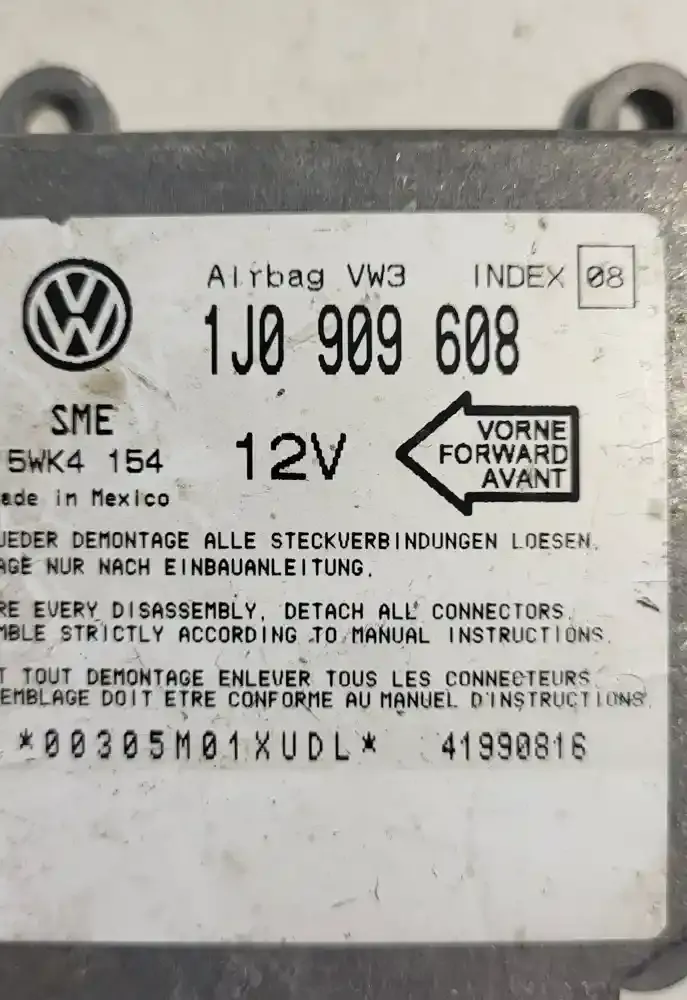 Airbag VW3 INDEX 08
1J0 909 608
SME
5WK4 154
12V
VORNE
FORWARD
AVANT
ade in Mexico
JEDER DEMONTAGE ALLE STECKVERBINDUNGEN LOESEN.
AGE NUR NACH EINBAUANLEITUNG.
RE EVERY DISASSEMBLY, DETACH ALL CONNECTORS.
MBLE STRICTLY ACCORDING TO MANUAL INSTRUCTIONS.
T TOUT DEMONTAGE ENLEVER TOUS LES CONNECTEURS.
EMBLAGE DOIT ETRE CONFORME AU MANUEL D'INSTRUCTIONS.
*00305M01XUDL* 41990816